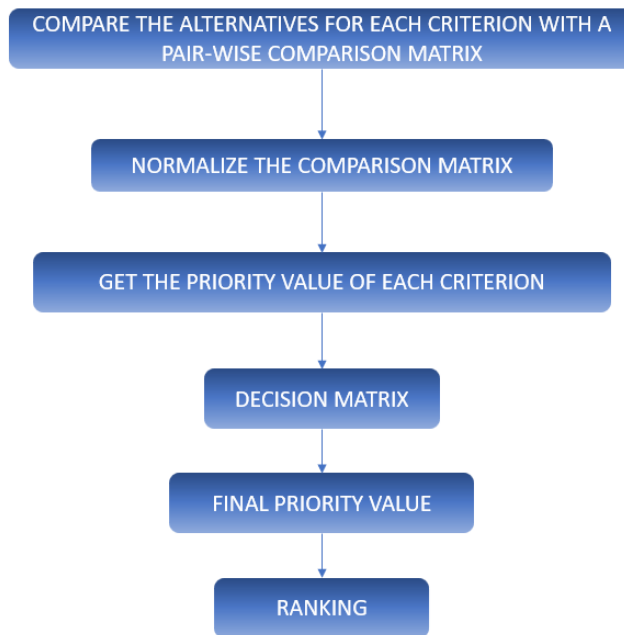 COMPARE THE ALTERNATIVES FOR EACH CRITERION WITH A
PAIR-WISE COMPARISON MATRIX
NORMALIZE THE COMPARISON MATRIX
GET THE PRIORITY VALUE OF EACH CRITERION
DECISION MATRIX
FINAL PRIORITY VALUE
RANKING